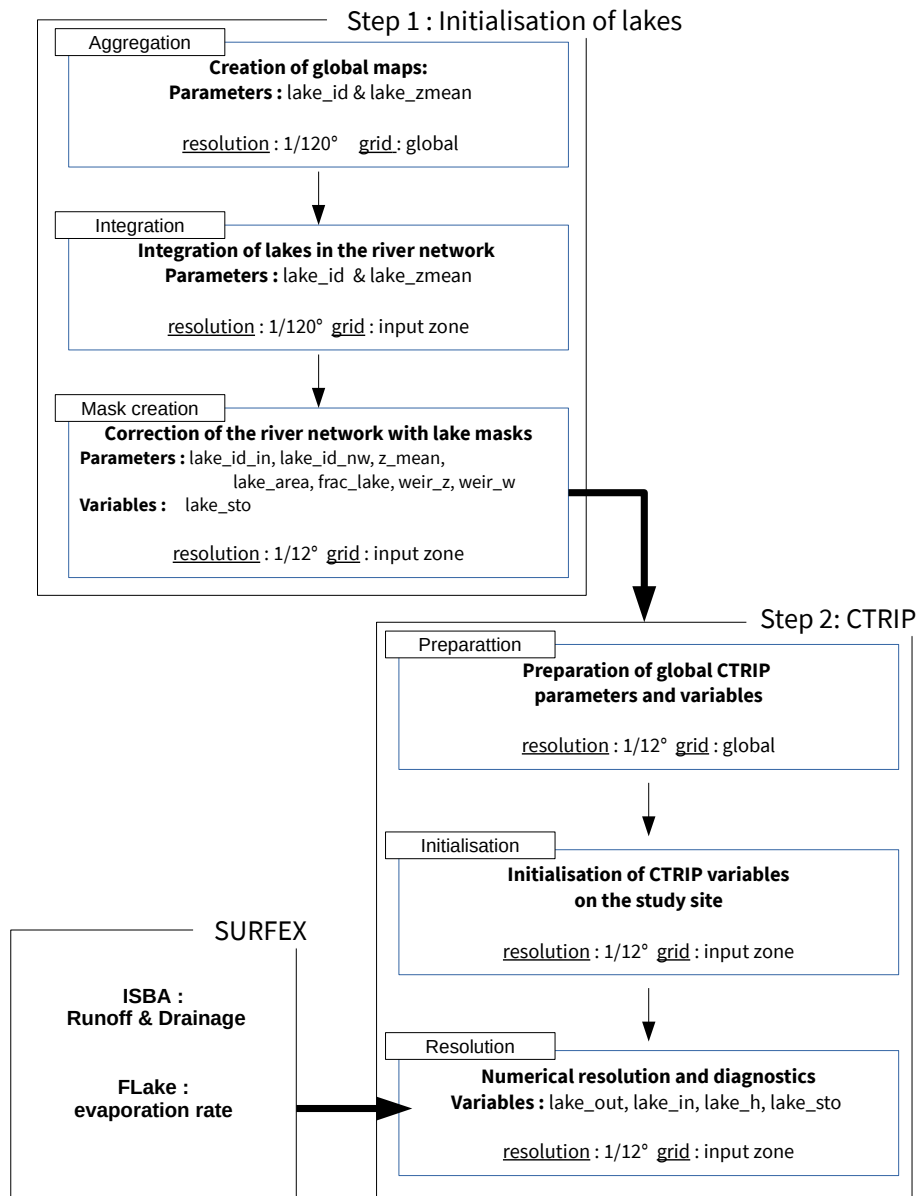 Step 1 : Initialisation of lakes
Aggregation
Creation of global maps:
Parameters : lake_id & lake_zmean
resolution : 1/120° grid : global
Integration
Integration of lakes in the river network
Parameters : lake_id & lake_zmean
resolution : 1/120° grid : input zone
Mask creation
Correction of the river network with lake masks
Parameters : lake_id_in, lake_id_nw, z_mean,
lake_area, frac_lake, weir_z, weir_w
Variables : lake_sto
resolution : 1/12° grid : input zone
Step 2: CTRIP
Preparattion
Preparation of global CTRIP
parameters and variables
resolution : 1/12° grid : global
Initialisation
Initialisation of CTRIP variables
on the study site
resolution : 1/12° grid : input zone
SURFEX
ISBA :
Runoff & Drainage
FLake :
evaporation rate
Resolution
Numerical resolution and diagnostics
Variables : lake_out, lake_in, lake_h, lake_sto
resolution : 1/12° grid : input zone